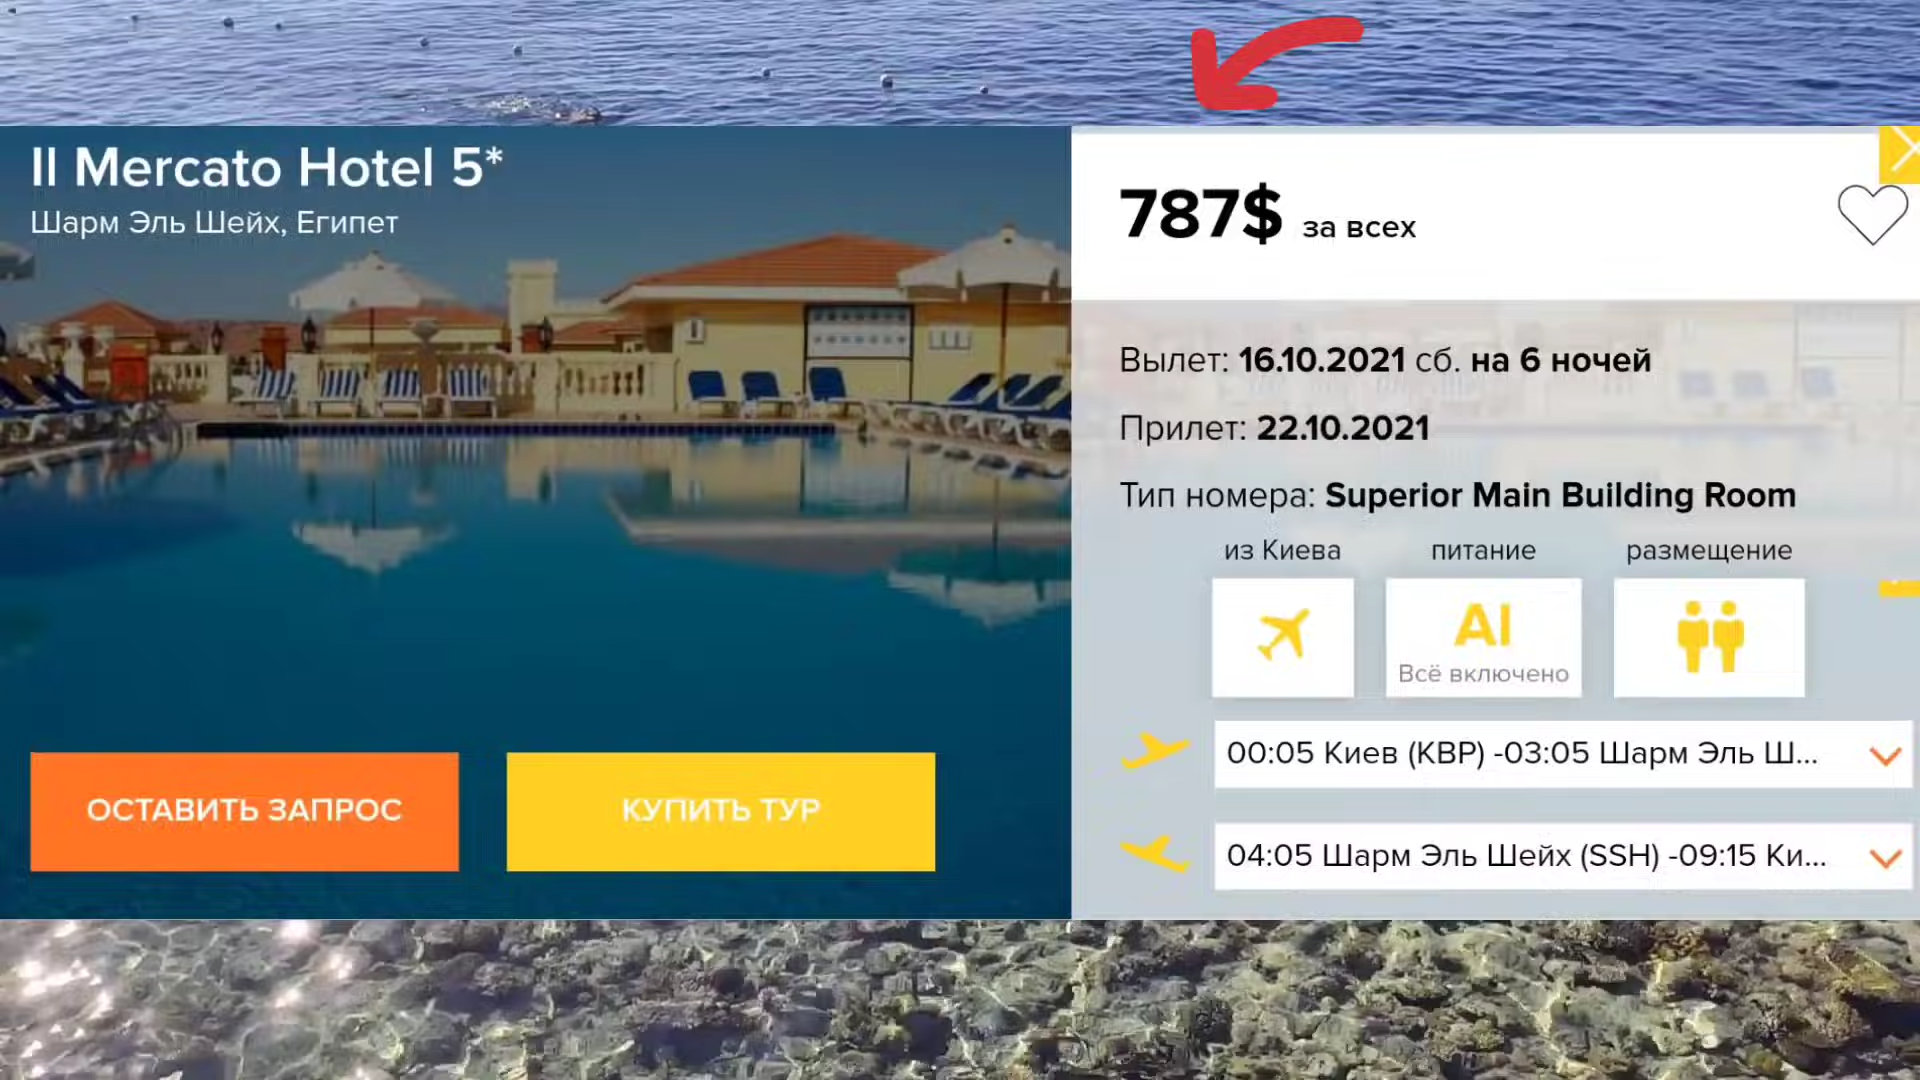 Il Mercato Hotel 5*
Шарм Эль Шейх, Египет
ОСТАВИТЬ ЗАПРОС
КУПИТЬ ТУР
787$ за всех
Вылет: 16.10.2021 сб. на 6 ночей
Прилет: 22.10.2021
Тип номера: Superior Main Building Room
из Киева
питание
размещение
AI
Всё включено
00:05 Киев (KBP) -03:05 Шарм Эль Ш...
04:05 Шарм Эль Шейх (SSH) -09:15 Ки...